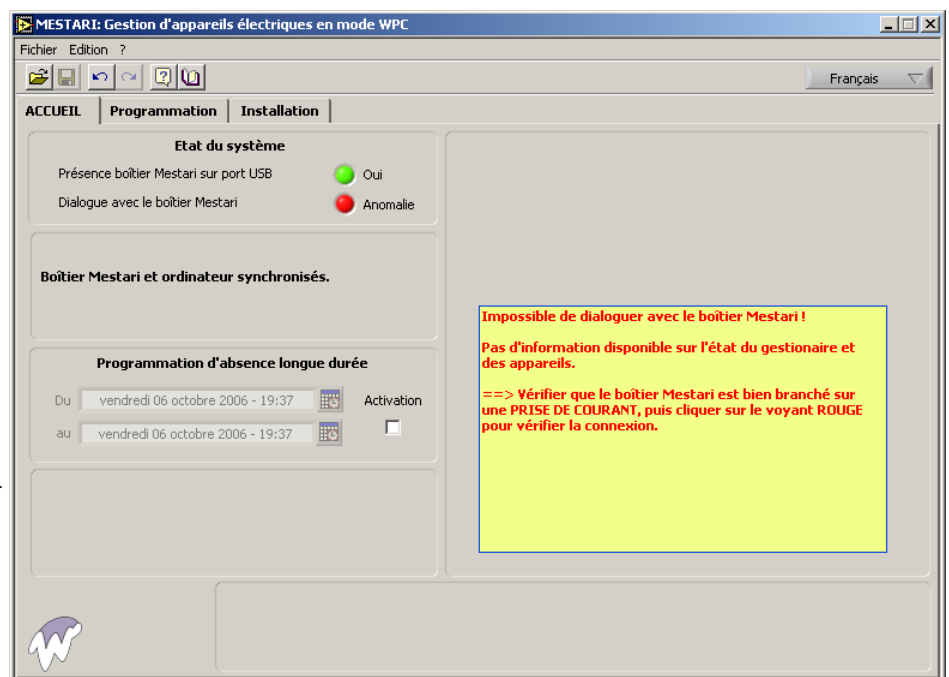 MESTARI: Gestion d'appareils électriques en mode WPC
Fichier Edition ?
Français
ACCUEIL Programmation Installation
Etat du système
Présence boîtier Mestari sur port USB Oui
Dialogue avec le boîtier Mestari Anomalie
Boîtier Mestari et ordinateur synchronisés.
Programmation d'absence longue durée
Du vendredi 06 octobre 2006 - 19:37 Activation
au vendredi 06 octobre 2006 - 19:37
Impossible de dialoguer avec le boîtier Mestari !
Pas d'information disponible sur l'état du gestionaire et
des appareils.
==> Vérifier que le boîtier Mestari est bien branché sur
une PRISE DE COURANT, puis cliquer sur le voyant ROUGE
pour vérifier la connexion.